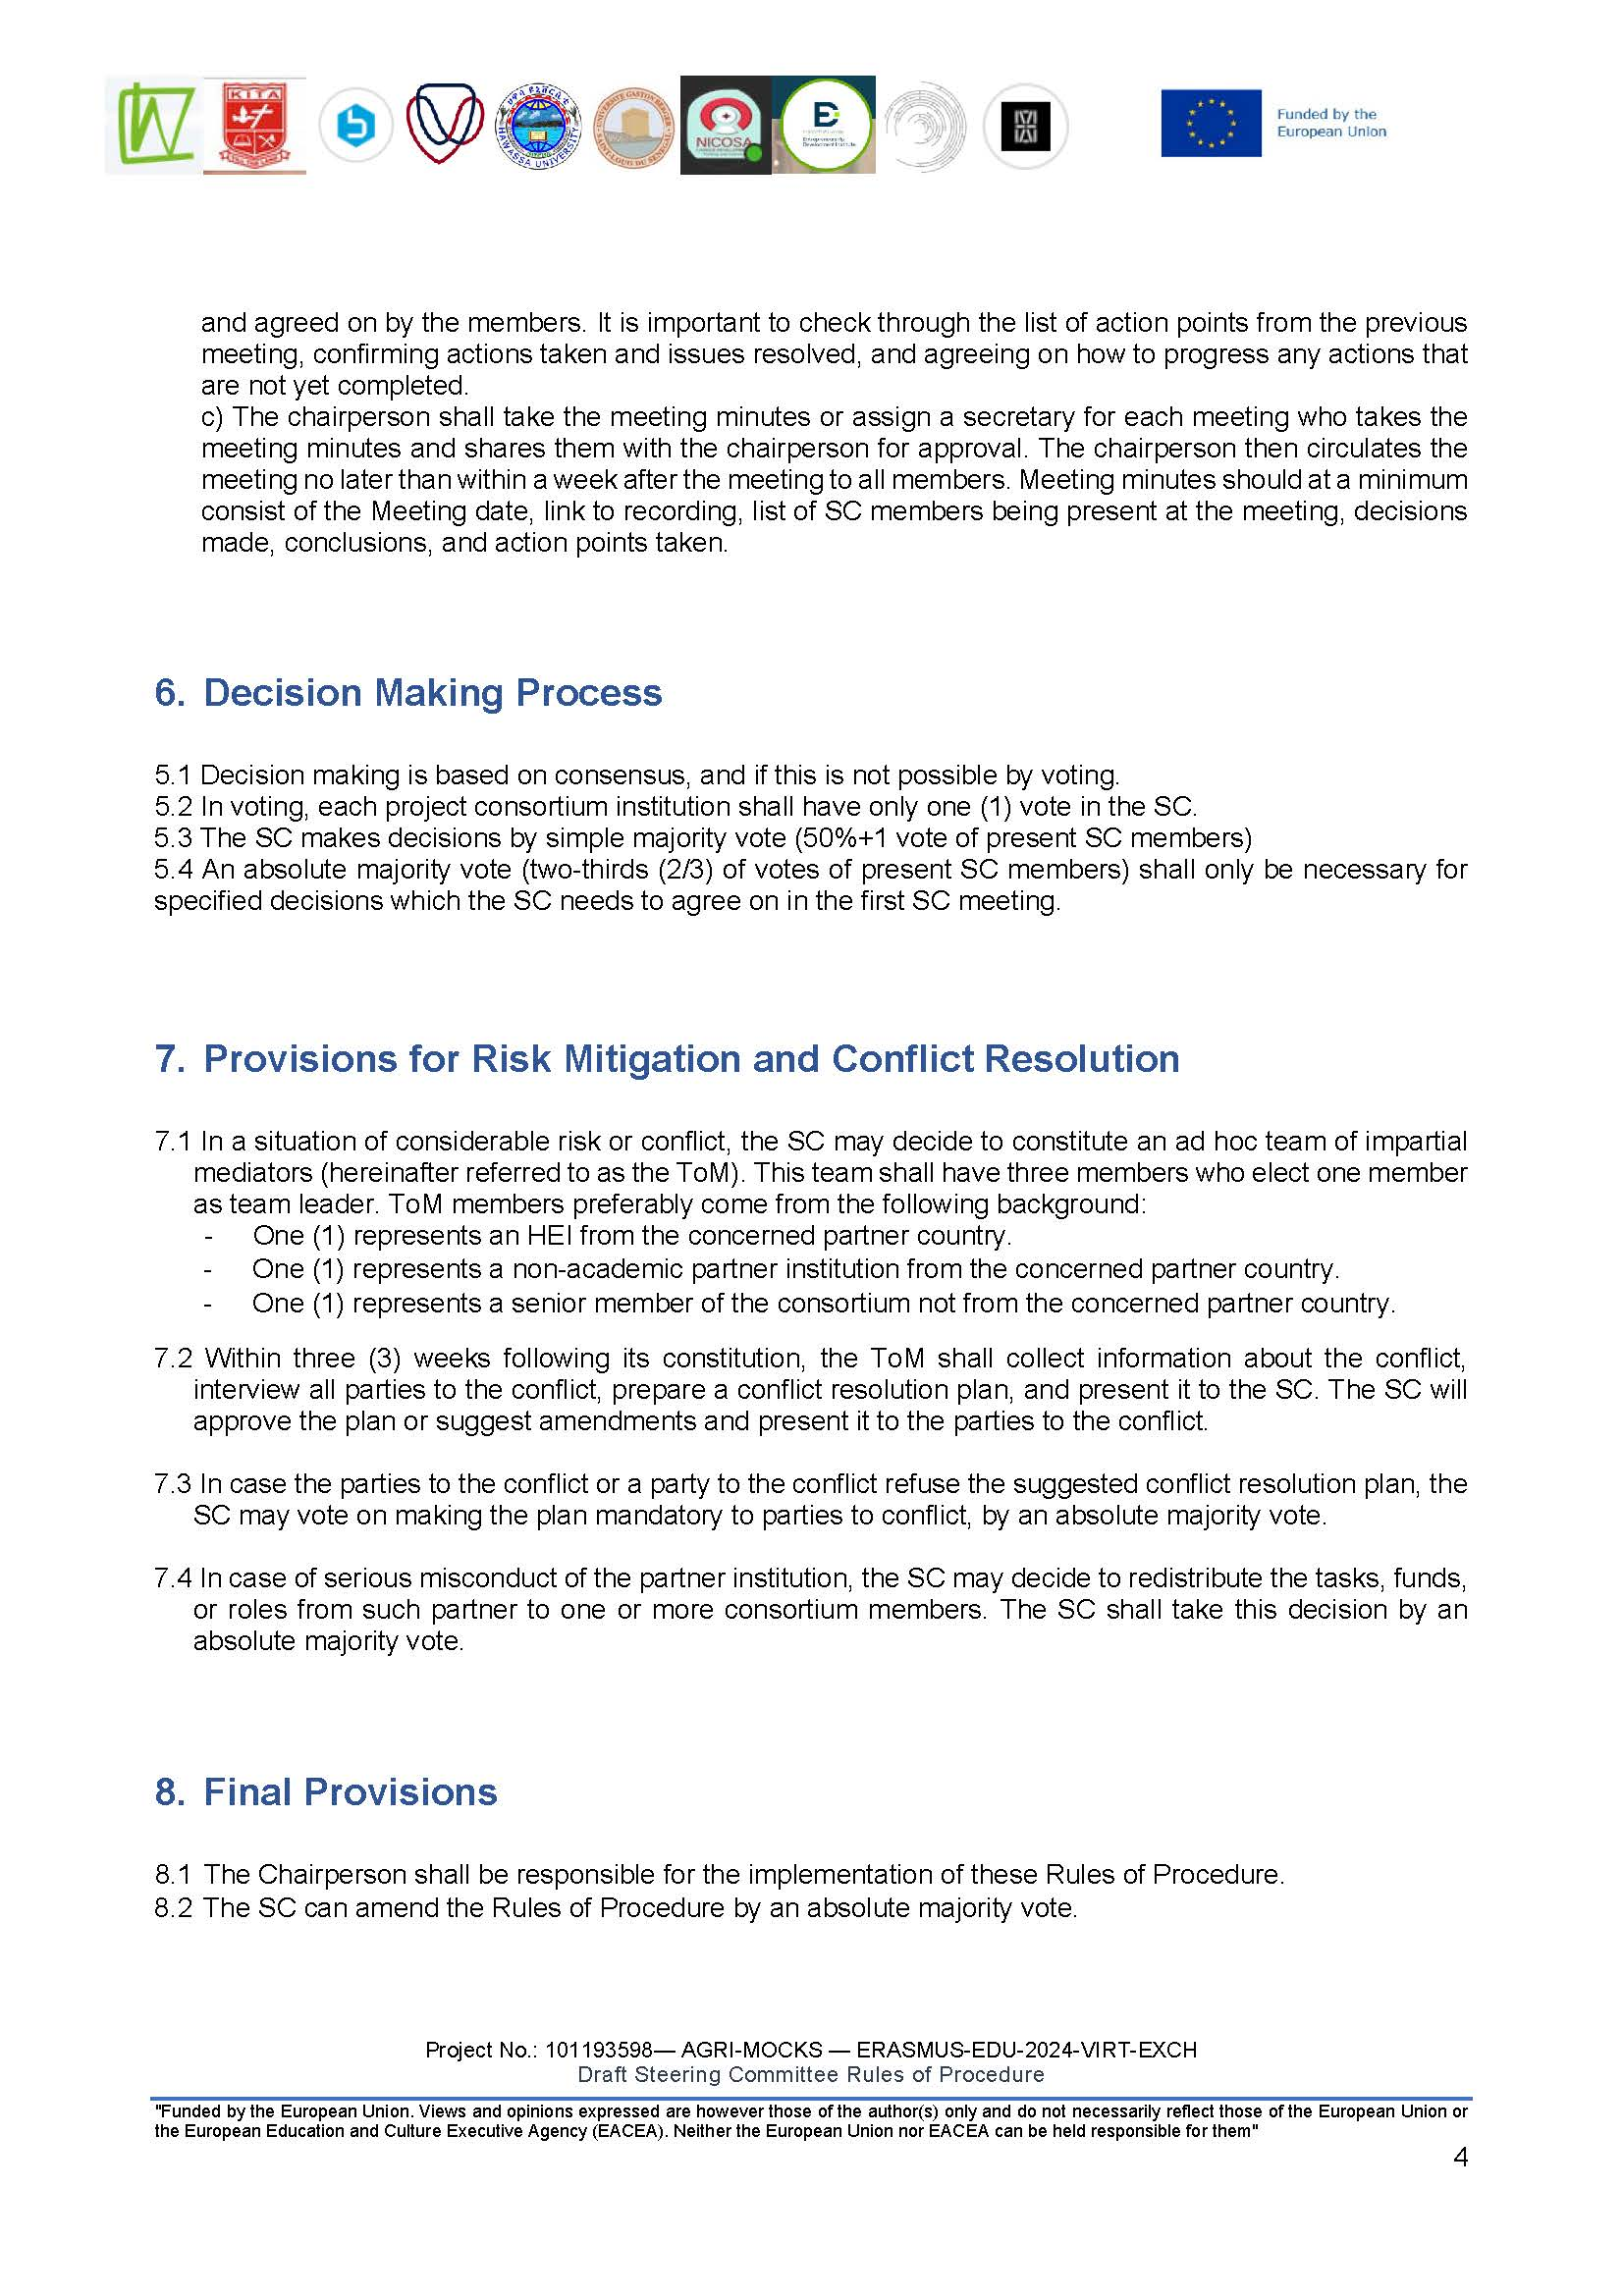 KITA
HAWASSA UNIVERSITY
NICOSA
Funded by the
European Union
and agreed on by the members. It is important to check through the list of action points from the previous
meeting, confirming actions taken and issues resolved, and agreeing on how to progress any actions that
are not yet completed.
c) The chairperson shall take the meeting minutes or assign a secretary for each meeting who takes the
meeting minutes and shares them with the chairperson for approval. The chairperson then circulates the
meeting no later than within a week after the meeting to all members. Meeting minutes should at a minimum
consist of the Meeting date, link to recording, list of SC members being present at the meeting, decisions
made, conclusions, and action points taken.
6. Decision Making Process
5.1 Decision making is based on consensus, and if this is not possible by voting.
5.2 In voting, each project consortium institution shall have only one (1) vote in the SC.
5.3 The SC makes decisions by simple majority vote (50%+1 vote of present SC members)
5.4 An absolute majority vote (two-thirds (2/3) of votes of present SC members) shall only be necessary for
specified decisions which the SC needs to agree on in the first SC meeting.
7. Provisions for Risk Mitigation and Conflict Resolution
7.1 In a situation of considerable risk or conflict, the SC may decide to constitute an ad hoc team of impartial
mediators (hereinafter referred to as the ToM). This team shall have three members who elect one member
as team leader. ToM members preferably come from the following background:
- One (1) represents an HEI from the concerned partner country.
- One (1) represents a non-academic partner institution from the concerned partner country.
- One (1) represents a senior member of the consortium not from the concerned partner country.
7.2 Within three (3) weeks following its constitution, the ToM shall collect information about the conflict,
interview all parties to the conflict, prepare a conflict resolution plan, and present it to the SC. The SC will
approve the plan or suggest amendments and present it to the parties to the conflict.
7.3 In case the parties to the conflict or a party to the conflict refuse the suggested conflict resolution plan, the
SC may vote on making the plan mandatory to parties to conflict, by an absolute majority vote.
7.4 In case of serious misconduct of the partner institution, the SC may decide to redistribute the tasks, funds,
or roles from such partner to one or more consortium members. The SC shall take this decision by an
absolute majority vote.
8. Final Provisions
8.1 The Chairperson shall be responsible for the implementation of these Rules of Procedure.
8.2 The SC can amend the Rules of Procedure by an absolute majority vote.
Project No.: 101193598— AGRI-MOCKS — ERASMUS-EDU-2024-VIRT-EXCH
Draft Steering Committee Rules of Procedure
"Funded by the European Union. Views and opinions expressed are however those of the author(s) only and do not necessarily reflect those of the European Union or
the European Education and Culture Executive Agency (EACEA). Neither the European Union nor EACEA can be held responsible for them"
4